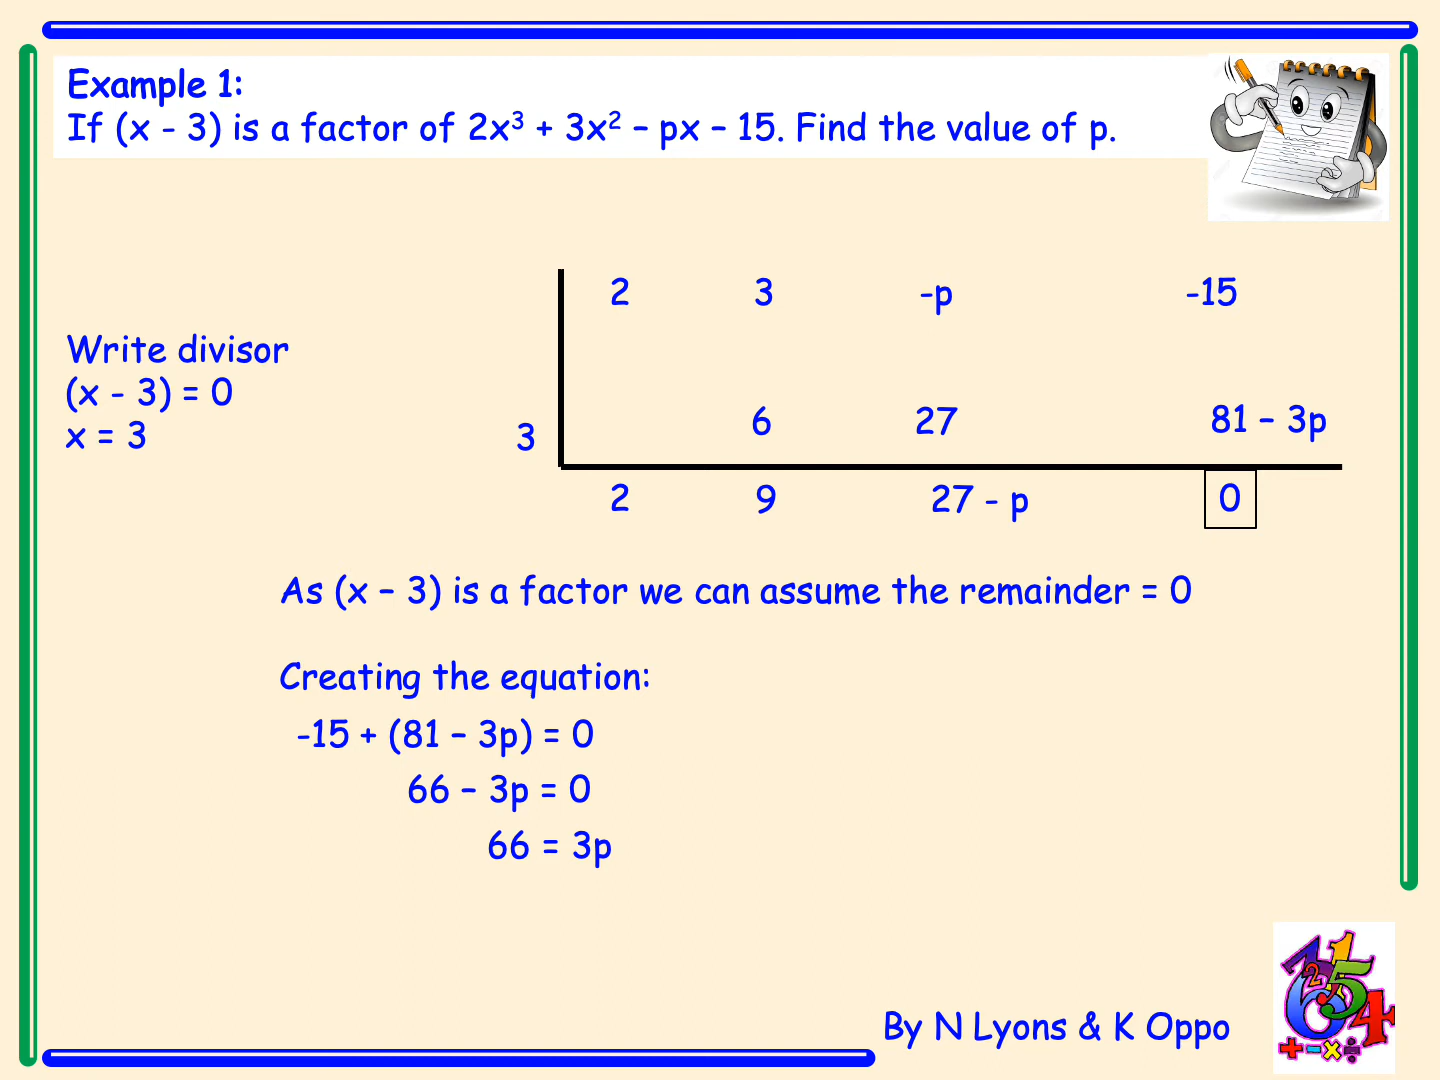 Example 1:
If (x - 3) is a factor of 2x³ + 3x² – px – 15. Find the value of p.
2 3 -p -15
Write divisor
(x - 3) = 0
x = 3
3 6 27 81 – 3p
2 9 27 - p 0
As (x – 3) is a factor we can assume the remainder = 0
Creating the equation:
-15 + (81 – 3p) = 0
66 – 3p = 0
66 = 3p
By N Lyons & K Oppo